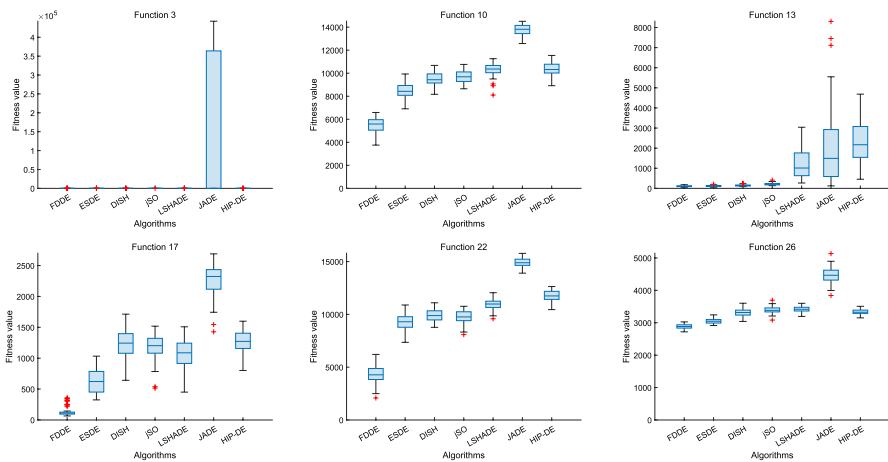 Function 3
×10⁵
4
3.5
3
2.5
2
1.5
1
0.5
0
Fitness value
FDDE ESDE DISH jSO LSHADE JADE HIP-DE
Algorithms
Function 10
14000
12000
10000
8000
6000
4000
2000
0
Fitness value
FDDE ESDE DISH jSO LSHADE JADE HIP-DE
Algorithms
Function 13
8000
7000
6000
5000
4000
3000
2000
1000
0
Fitness value
FDDE ESDE DISH jSO LSHADE JADE HIP-DE
Algorithms
Function 17
2500
2000
1500
1000
500
0
Fitness value
FDDE ESDE DISH jSO LSHADE JADE HIP-DE
Algorithms
Function 22
15000
10000
5000
0
Fitness value
FDDE ESDE DISH jSO LSHADE JADE HIP-DE
Algorithms
Function 26
5000
4000
3000
2000
1000
0
Fitness value
FDDE ESDE DISH jSO LSHADE JADE HIP-DE
Algorithms